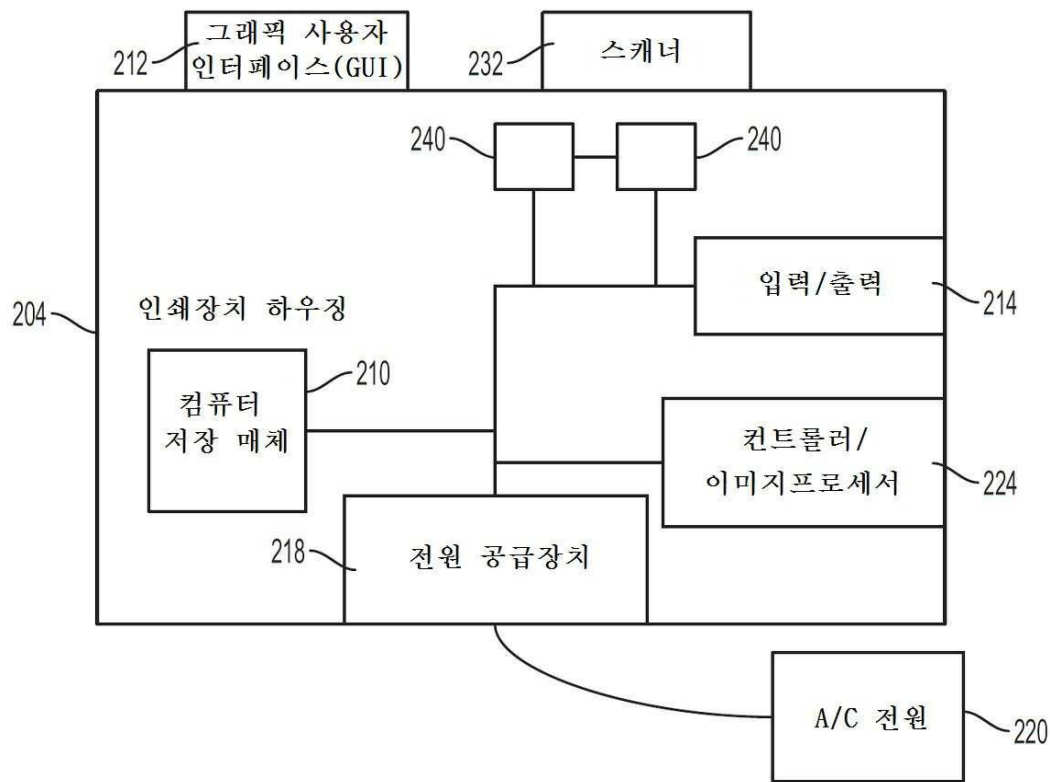 그래픽 사용자
인터페이스(GUI)
212
스캐너
232
240
240
입력/출력
214
인쇄장치 하우징
204
210
컴퓨터
저장 매체
컨트롤러/
이미지프로세서
224
218
전원 공급장치
A/C 전원
220